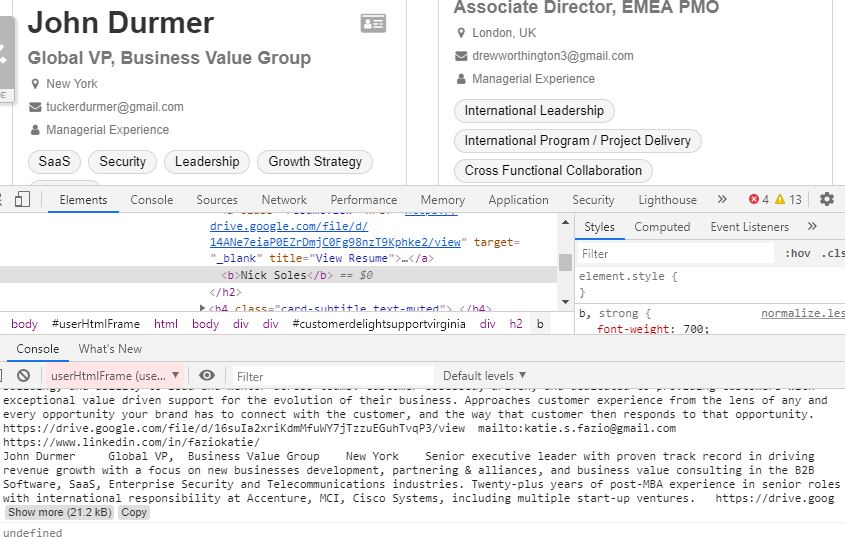 John Durmer
Global VP, Business Value Group
New York
tuckerdurmer@gmail.com
Managerial Experience
SaaS Security Leadership Growth Strategy
Associate Director, EMEA PMO
London, UK
drewworthington3@gmail.com
Managerial Experience
International Leadership
International Program / Project Delivery
Cross Functional Collaboration
Elements Console Sources Network Performance Memory Application Security Lighthouse » 4 13
drive.google.com/file/d/
14ANe7eiaP0EZrDmjC0Fg98nzT9Kphke2/view" target=
"_blank" title="View Resume">…</a>
<b>Nick Soles</b> == $0
</h2>
<h4 class="card-subtitle text-muted">…</h4>
body #userHtmlFrame html body div div #customerdelightsupportvirginia div h2 b
Styles Computed Event Listeners »
Filter :hov .cls
element.style {
}
b, strong { normalize.les
font-weight: 700;
Console What's New
userHtmlFrame (use... ▼ Filter Default levels ▼
exceptional value driven support for the evolution of their business. Approaches customer experience from the lens of any and
every opportunity your brand has to connect with the customer, and the way that customer then responds to that opportunity.
https://drive.google.com/file/d/16suIa2xriKdmMfuWY7jTzzuEGuhTvqP3/view mailto:katie.s.fazio@gmail.com
https://www.linkedin.com/in/faziokatie/
John Durmer Global VP, Business Value Group New York Senior executive leader with proven track record in driving
revenue growth with a focus on new businesses development, partnering & alliances, and business value consulting in the B2B
Software, SaaS, Enterprise Security and Telecommunications industries. Twenty-plus years of post-MBA experience in senior roles
with international responsibility at Accenture, MCI, Cisco Systems, including multiple start-up ventures. https://drive.goog
Show more (21.2 kB) Copy
undefined